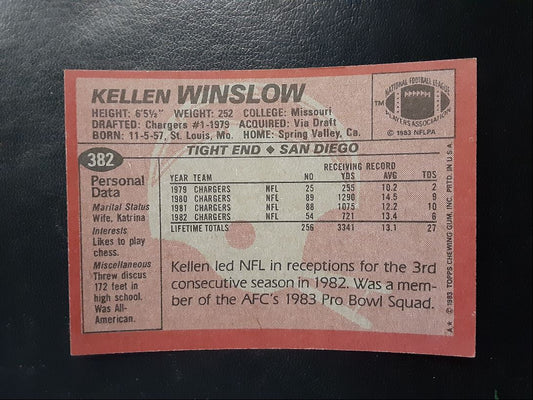 KELLEN WINSLOW
HEIGHT: 6'5½" WEIGHT: 252 COLLEGE: Missouri
DRAFTED: Chargers #1-1979 ACQUIRED: Via Draft
BORN: 11-5-57, St. Louis, Mo. HOME: Spring Valley, Ca.
NATIONAL FOOTBALL LEAGUE
PLAYERS ASSOCIATION
TM
© 1983 NFLPA
382
TIGHT END ◆ SAN DIEGO
Personal
Data
Marital Status
Wife, Katrina
Interests
Likes to play
chess.
Miscellaneous
Threw discus
172 feet in
high school.
Was All-
American.
RECEIVING RECORD
YEAR TEAM NO YDS AVG TDS
1979 CHARGERS NFL 25 255 10.2 2
1980 CHARGERS NFL 89 1290 14.5 9
1981 CHARGERS NFL 88 1075 12.2 10
1982 CHARGERS NFL 54 721 13.4 6
LIFETIME TOTALS 256 3341 13.1 27
Kellen led NFL in receptions for the 3rd
consecutive season in 1982. Was a mem-
ber of the AFC's 1983 Pro Bowl Squad.
A★ © 1983 TOPPS CHEWING GUM, INC. PRTD. IN U.S.A.